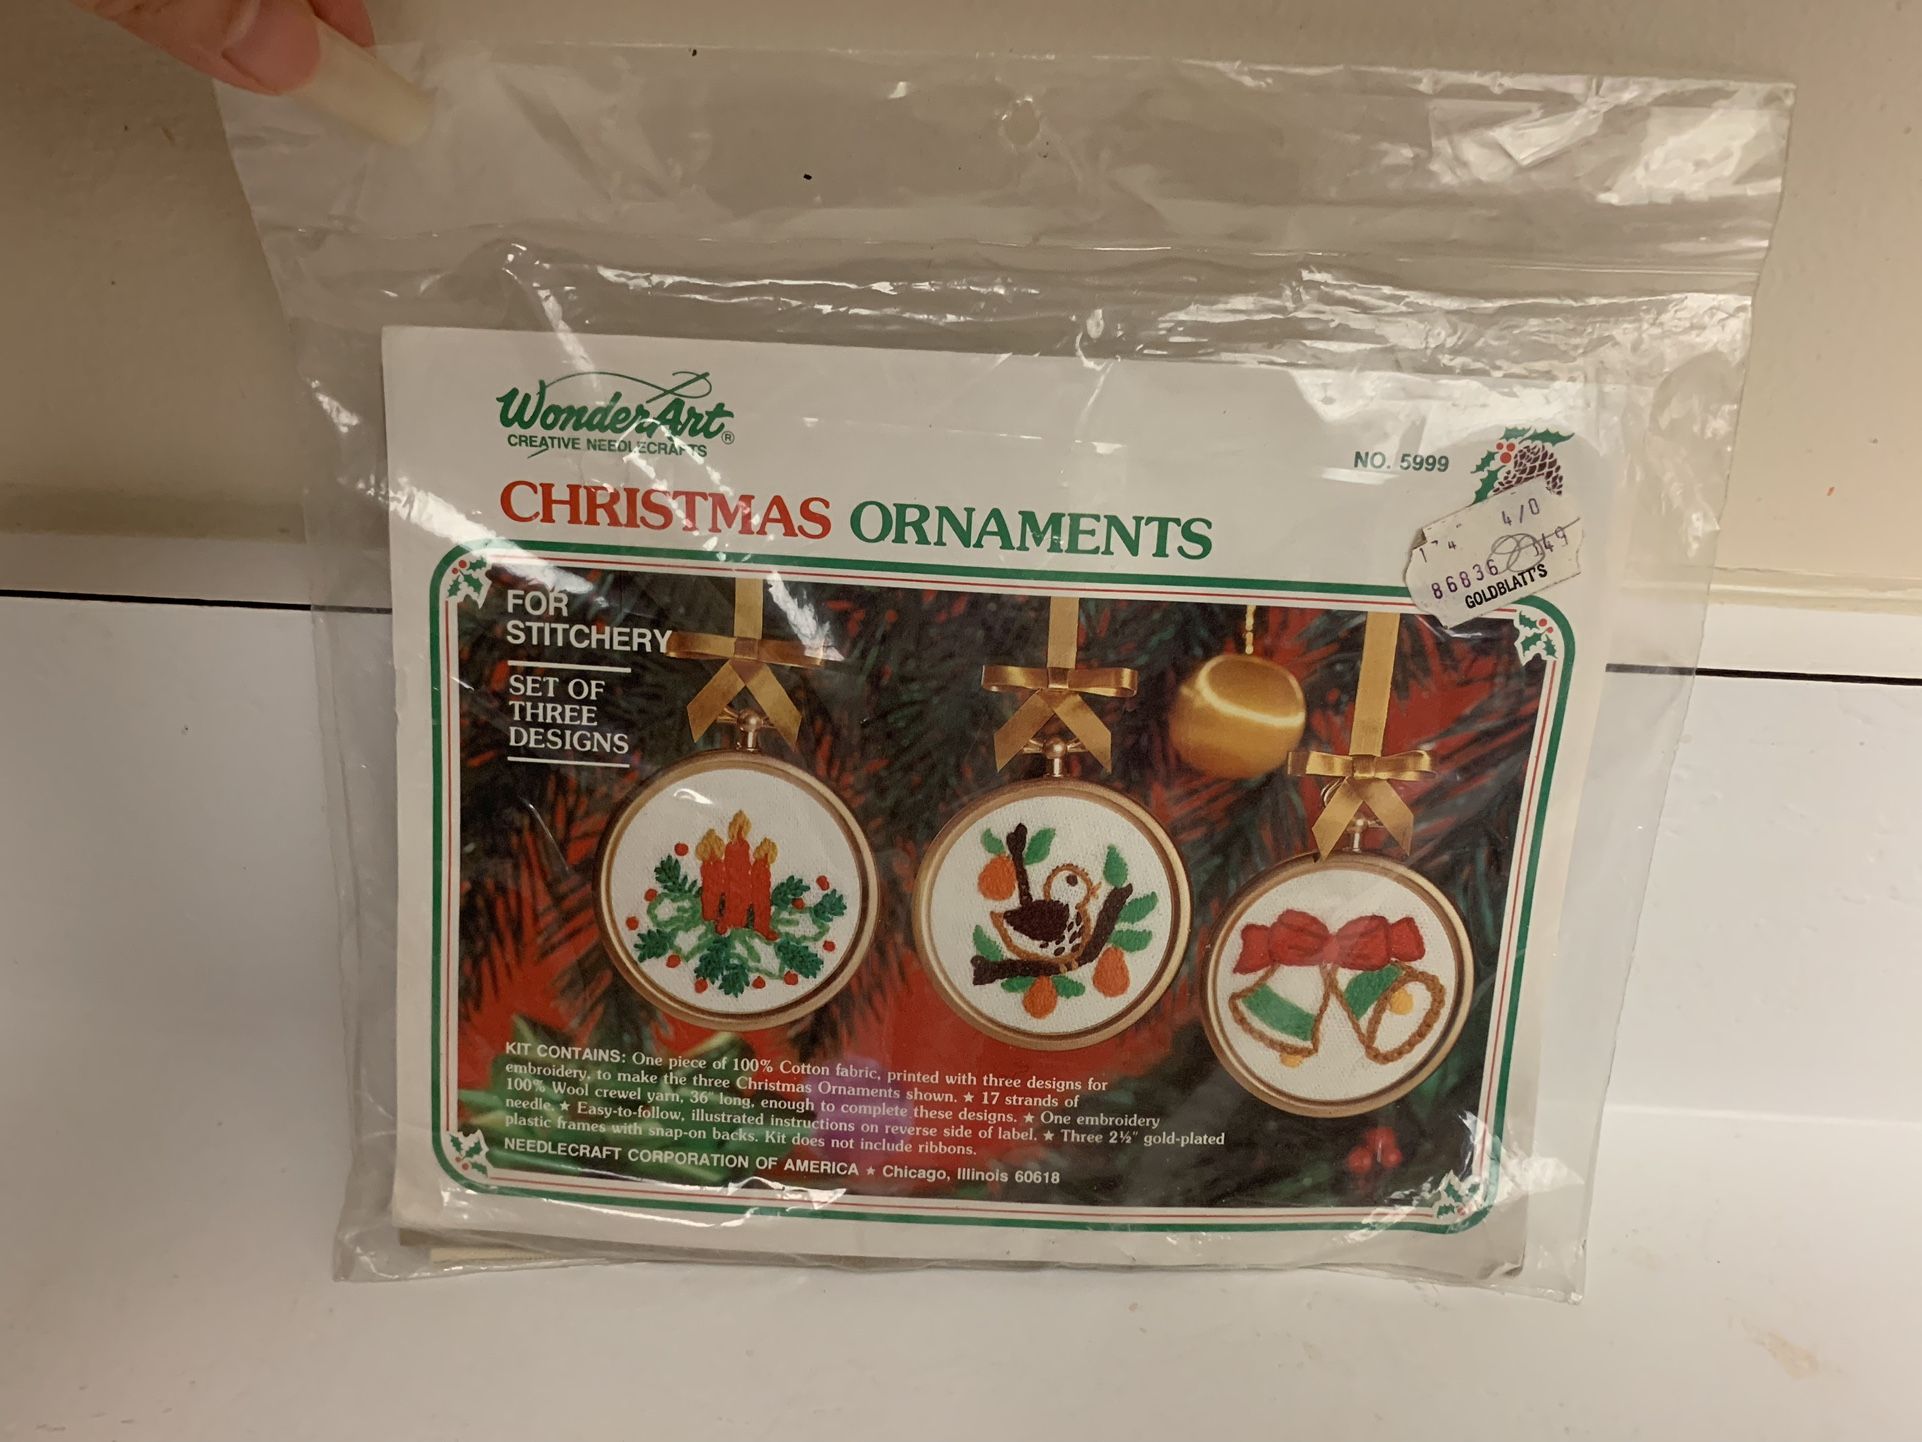 WonderArt®
CREATIVE NEEDLECRAFTS
NO. 5999
CHRISTMAS ORNAMENTS
4/0
49
86836
GOLDBLATT'S
FOR
STITCHERY
SET OF
THREE
DESIGNS
KIT CONTAINS: One piece of 100% Cotton fabric, printed with three designs for
embroidery, to make the three Christmas Ornaments shown. ★ 17 strands of
100% Wool crewel yarn, 36" long, enough to complete these designs. ★ One embroidery
needle. ★ Easy-to-follow, illustrated instructions on reverse side of label. ★ Three 2½" gold-plated
plastic frames with snap-on backs. Kit does not include ribbons.
NEEDLECRAFT CORPORATION OF AMERICA ★ Chicago, Illinois 60618